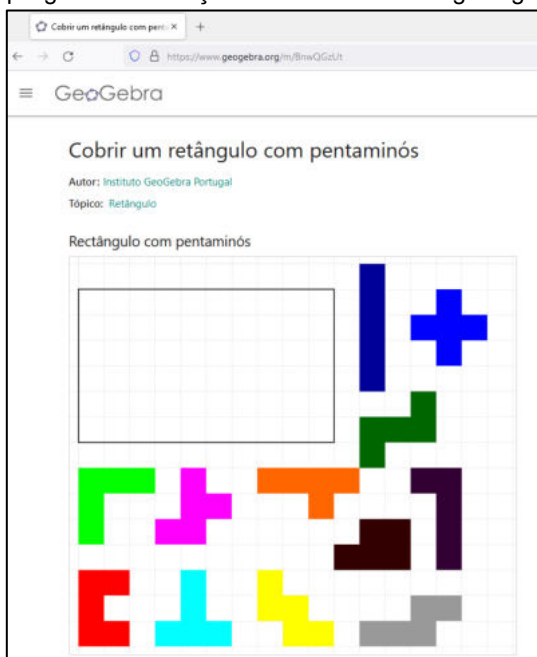 Cobrir um retângulo com pent
https://www.geogebra.org/m/BnwQGzUt
GeoGebra
Cobrir um retângulo com pentaminós
Autor: Instituto GeoGebra Portugal
Tópico: Retângulo
Rectângulo com pentaminós